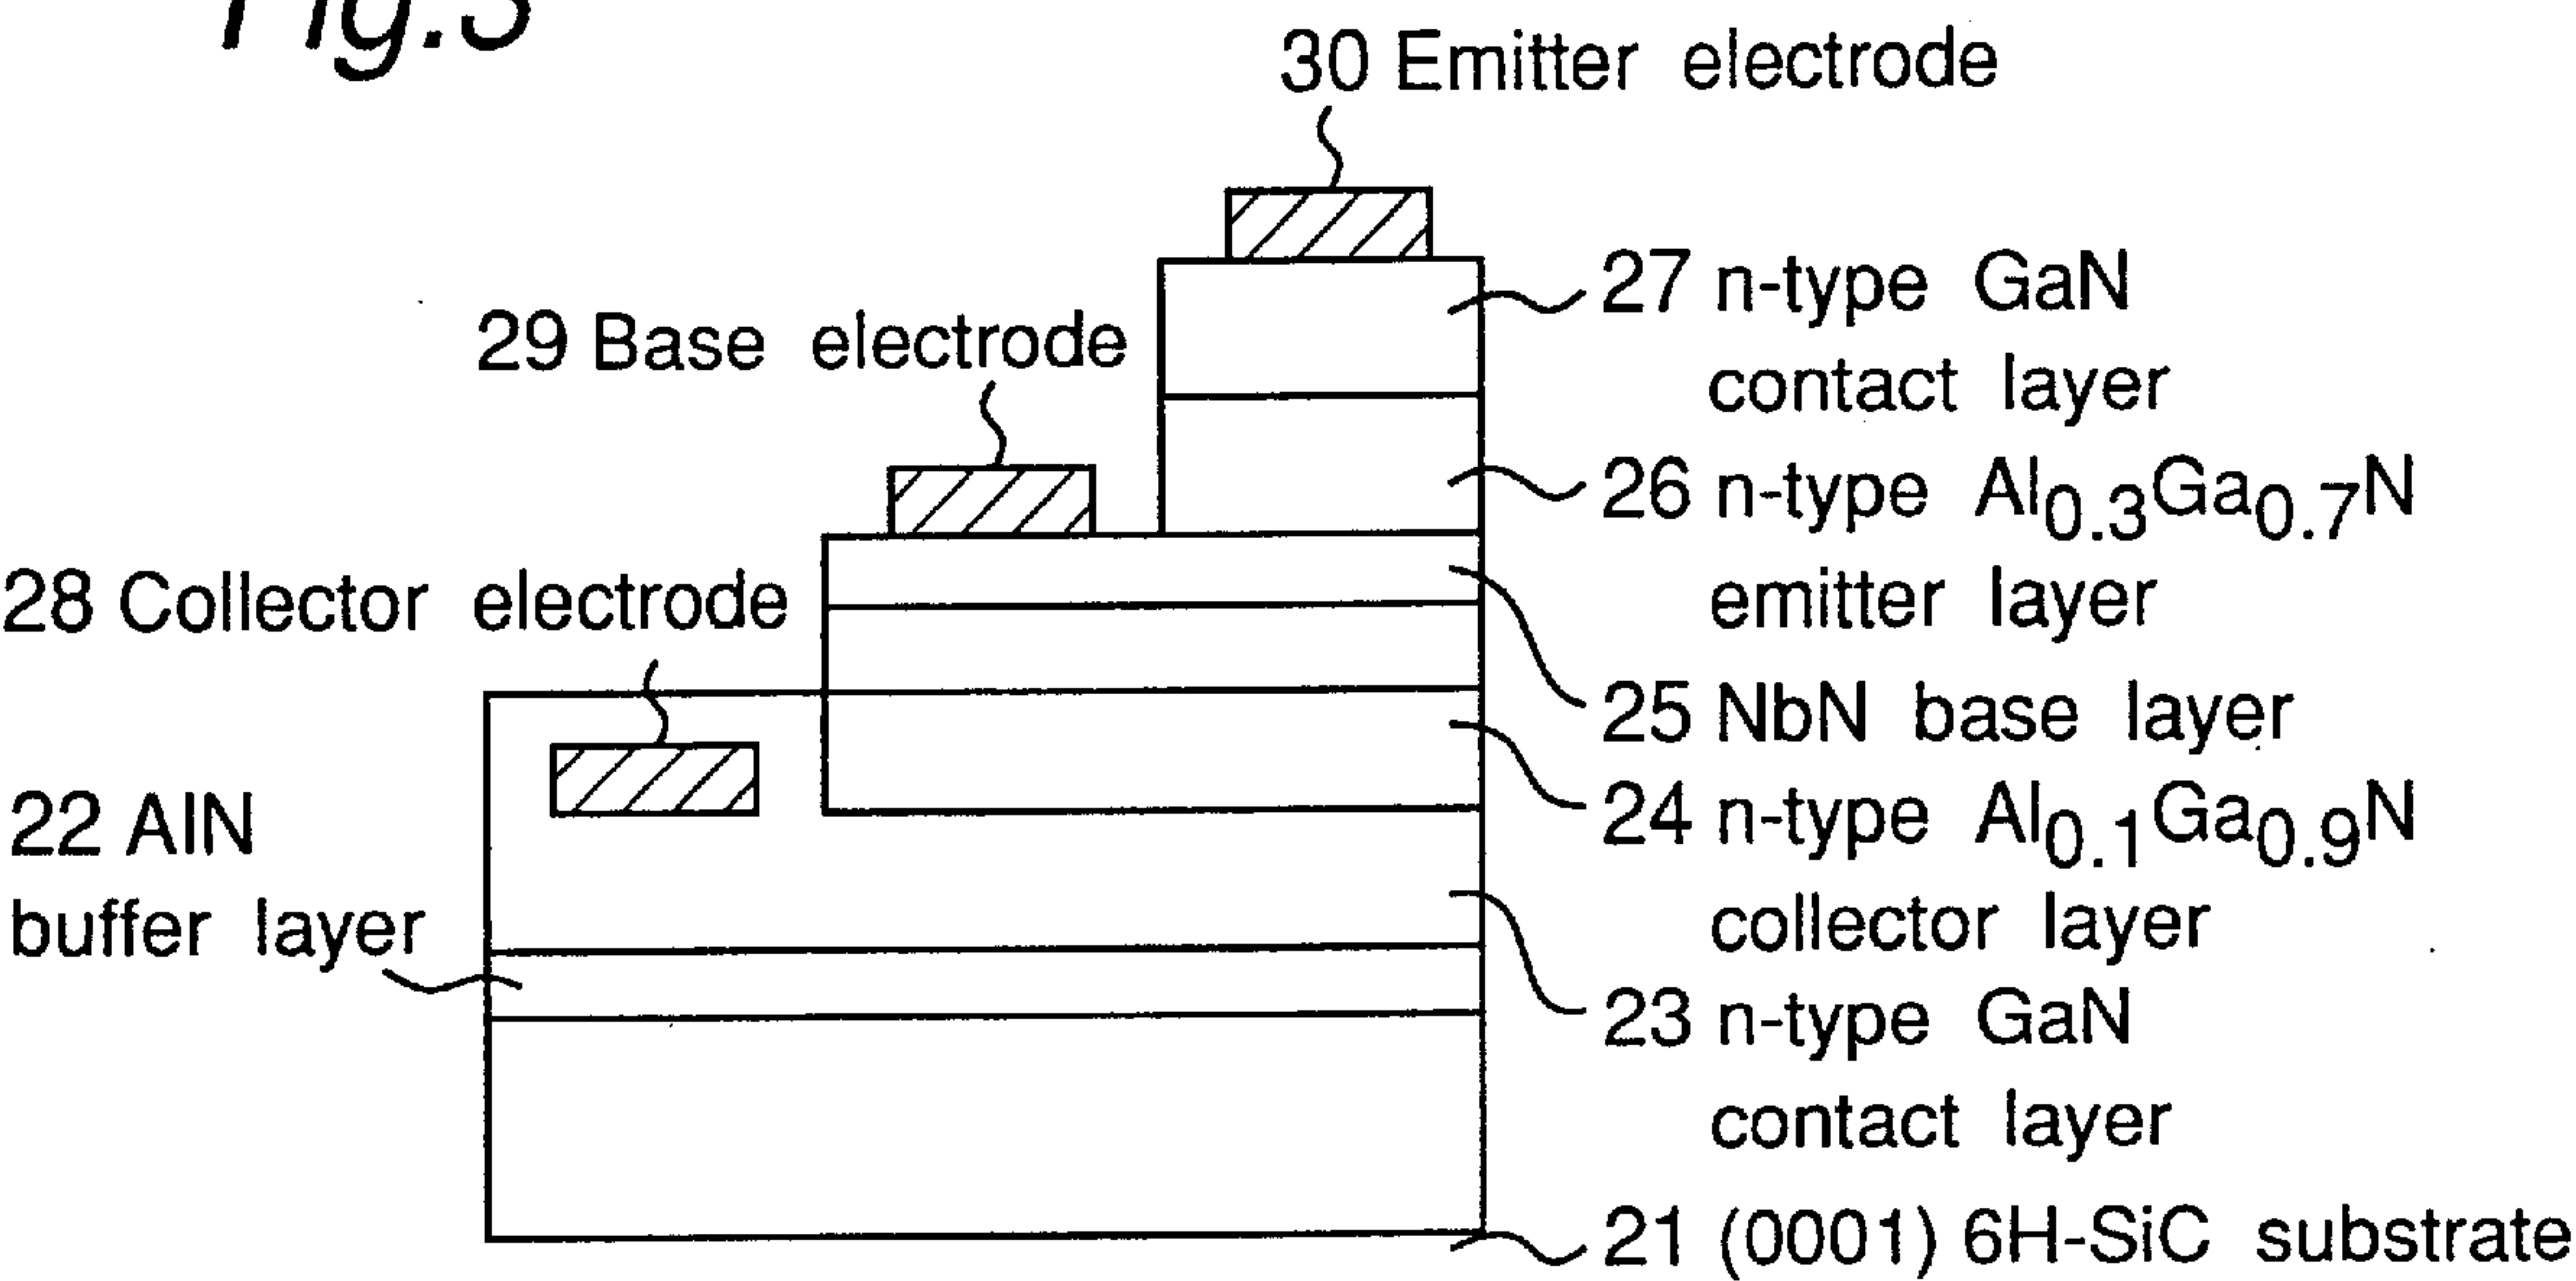 Fig.3
30 Emitter electrode
27 n-type GaN
contact layer
29 Base electrode
26 n-type Al0.3Ga0.7N
emitter layer
28 Collector electrode
25 NbN base layer
24 n-type Al0.1Ga0.9N
collector layer
22 AlN
buffer layer
23 n-type GaN
contact layer
21 (0001) 6H-SiC substrate